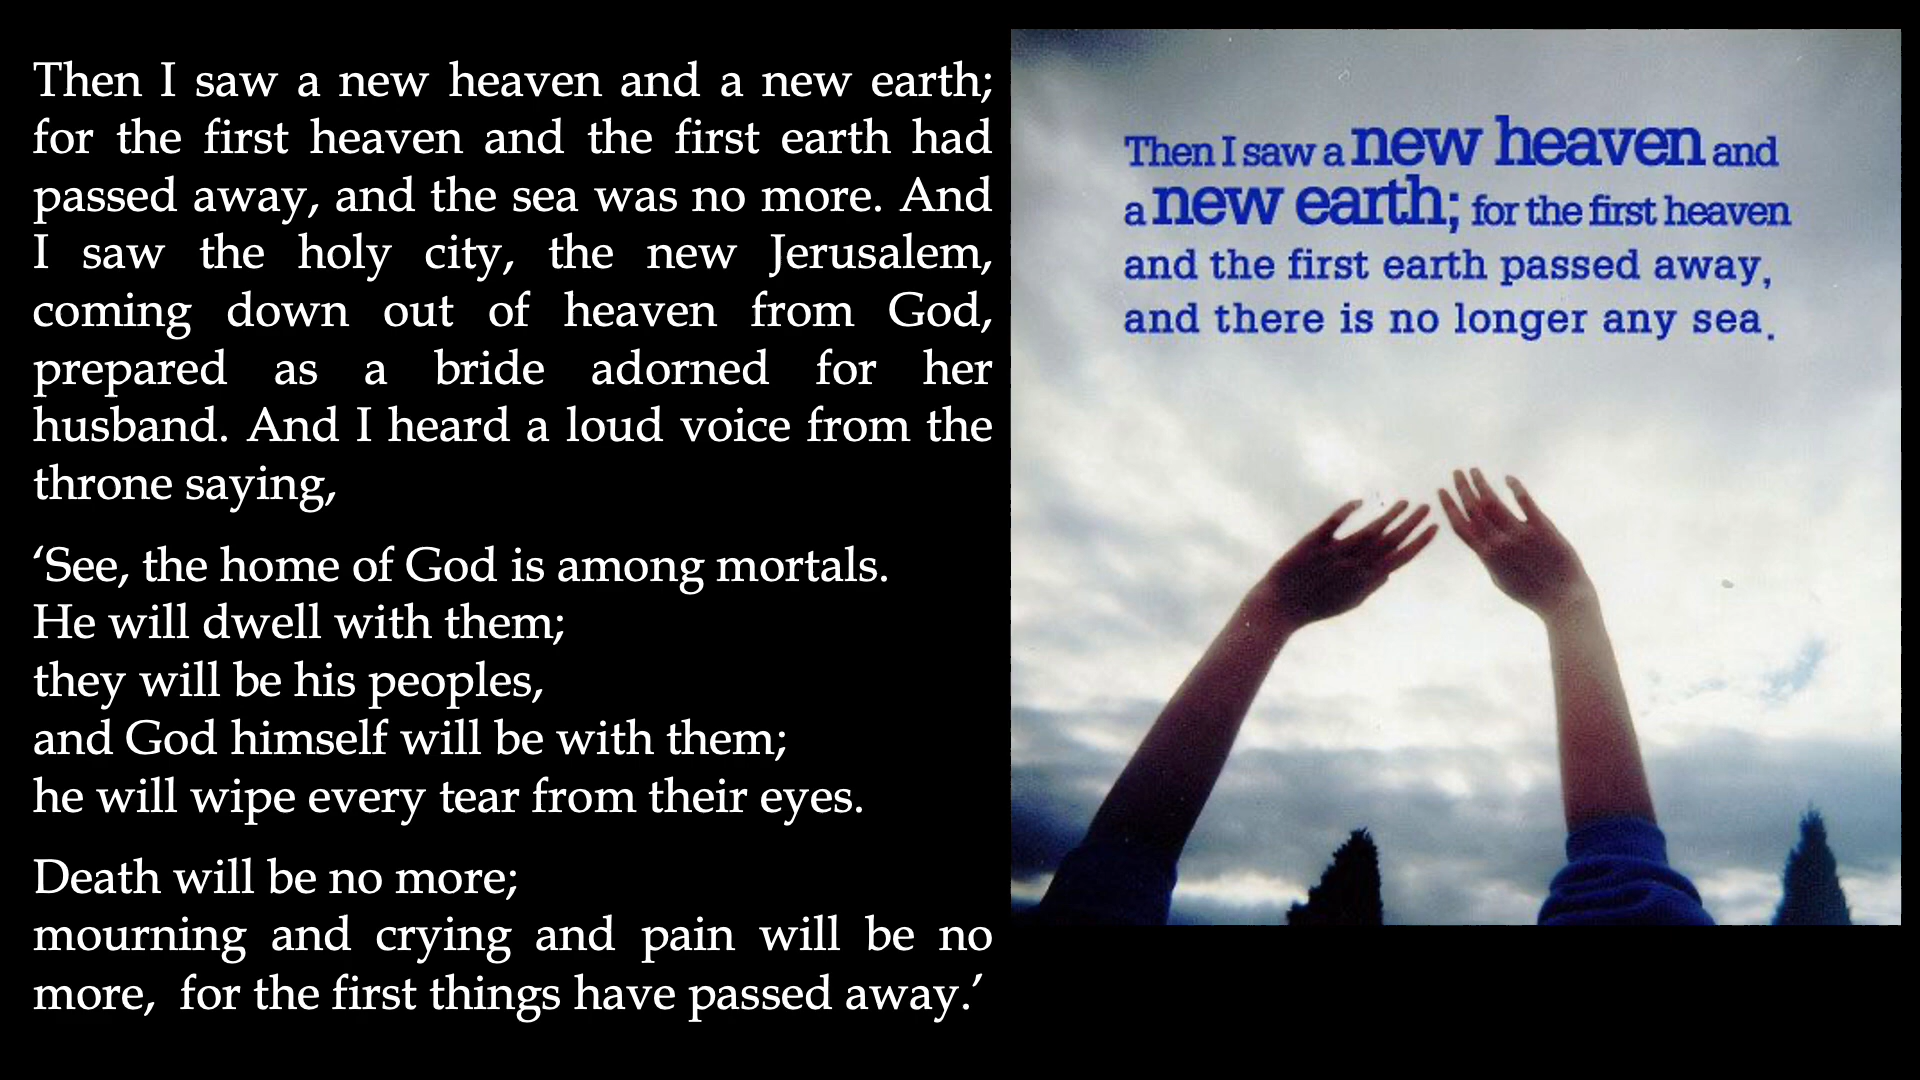 Then I saw a new heaven and a new earth;
for the first heaven and the first earth had
passed away, and the sea was no more. And
I saw the holy city, the new Jerusalem,
coming down out of heaven from God,
prepared as a bride adorned for her
husband. And I heard a loud voice from the
throne saying,
‘See, the home of God is among mortals.
He will dwell with them;
they will be his peoples,
and God himself will be with them;
he will wipe every tear from their eyes.
Death will be no more;
mourning and crying and pain will be no
more,  for the first things have passed away.’
Then I saw a new heaven and
a new earth; for the first heaven
and the first earth passed away,
and there is no longer any sea.